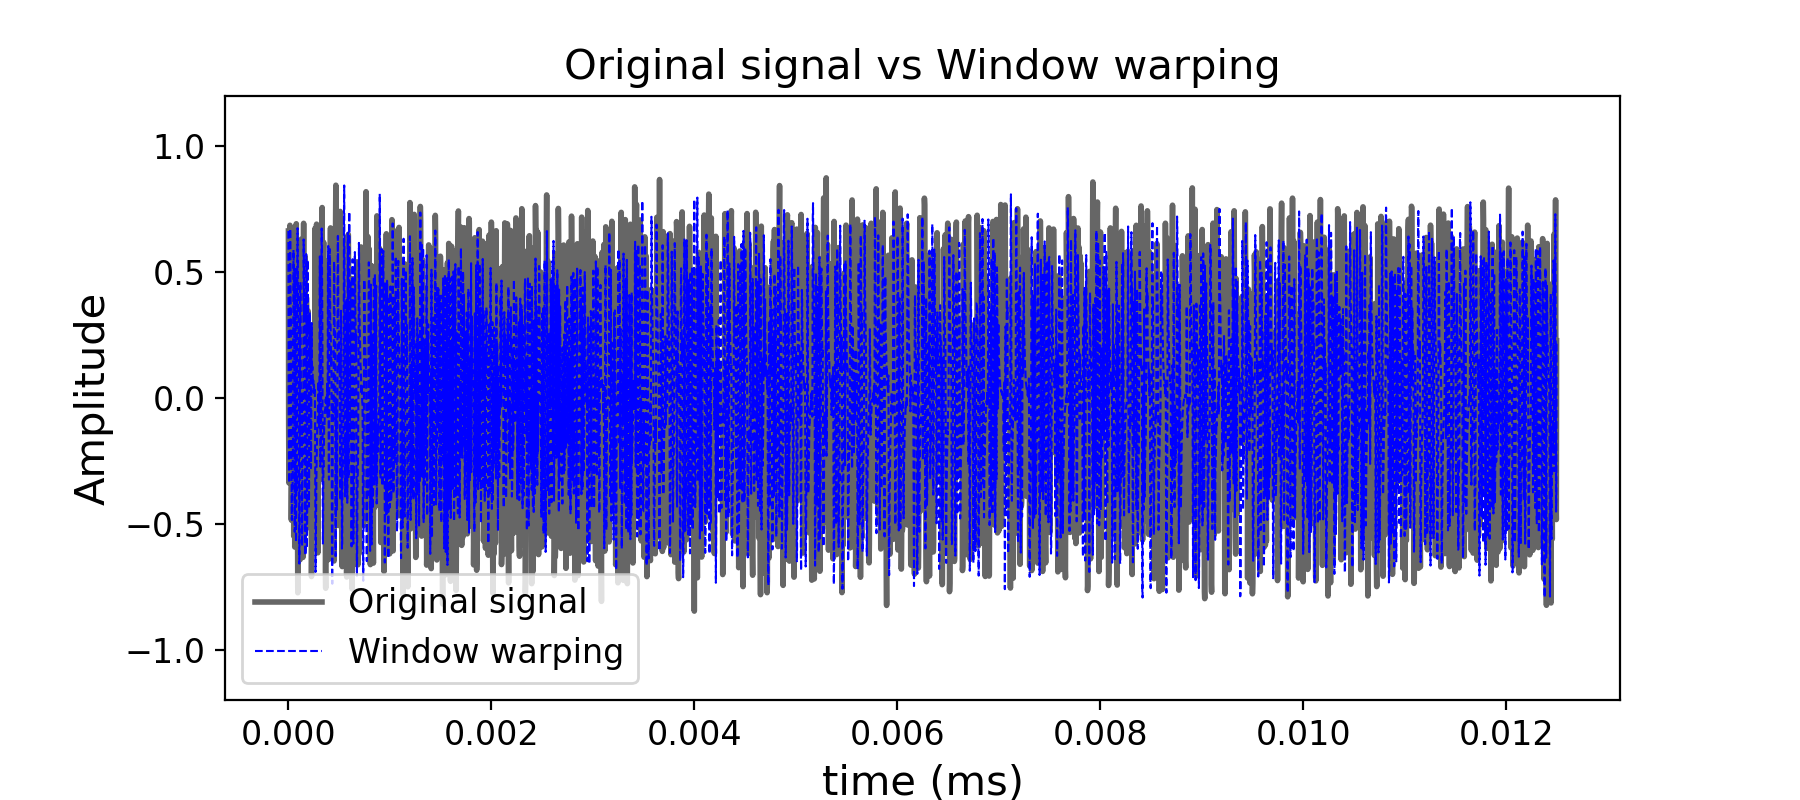 Original signal vs Window warping
Amplitude
1.0
0.5
0.0
−0.5
−1.0
Original signal
Window warping
0.000 0.002 0.004 0.006 0.008 0.010 0.012
time (ms)